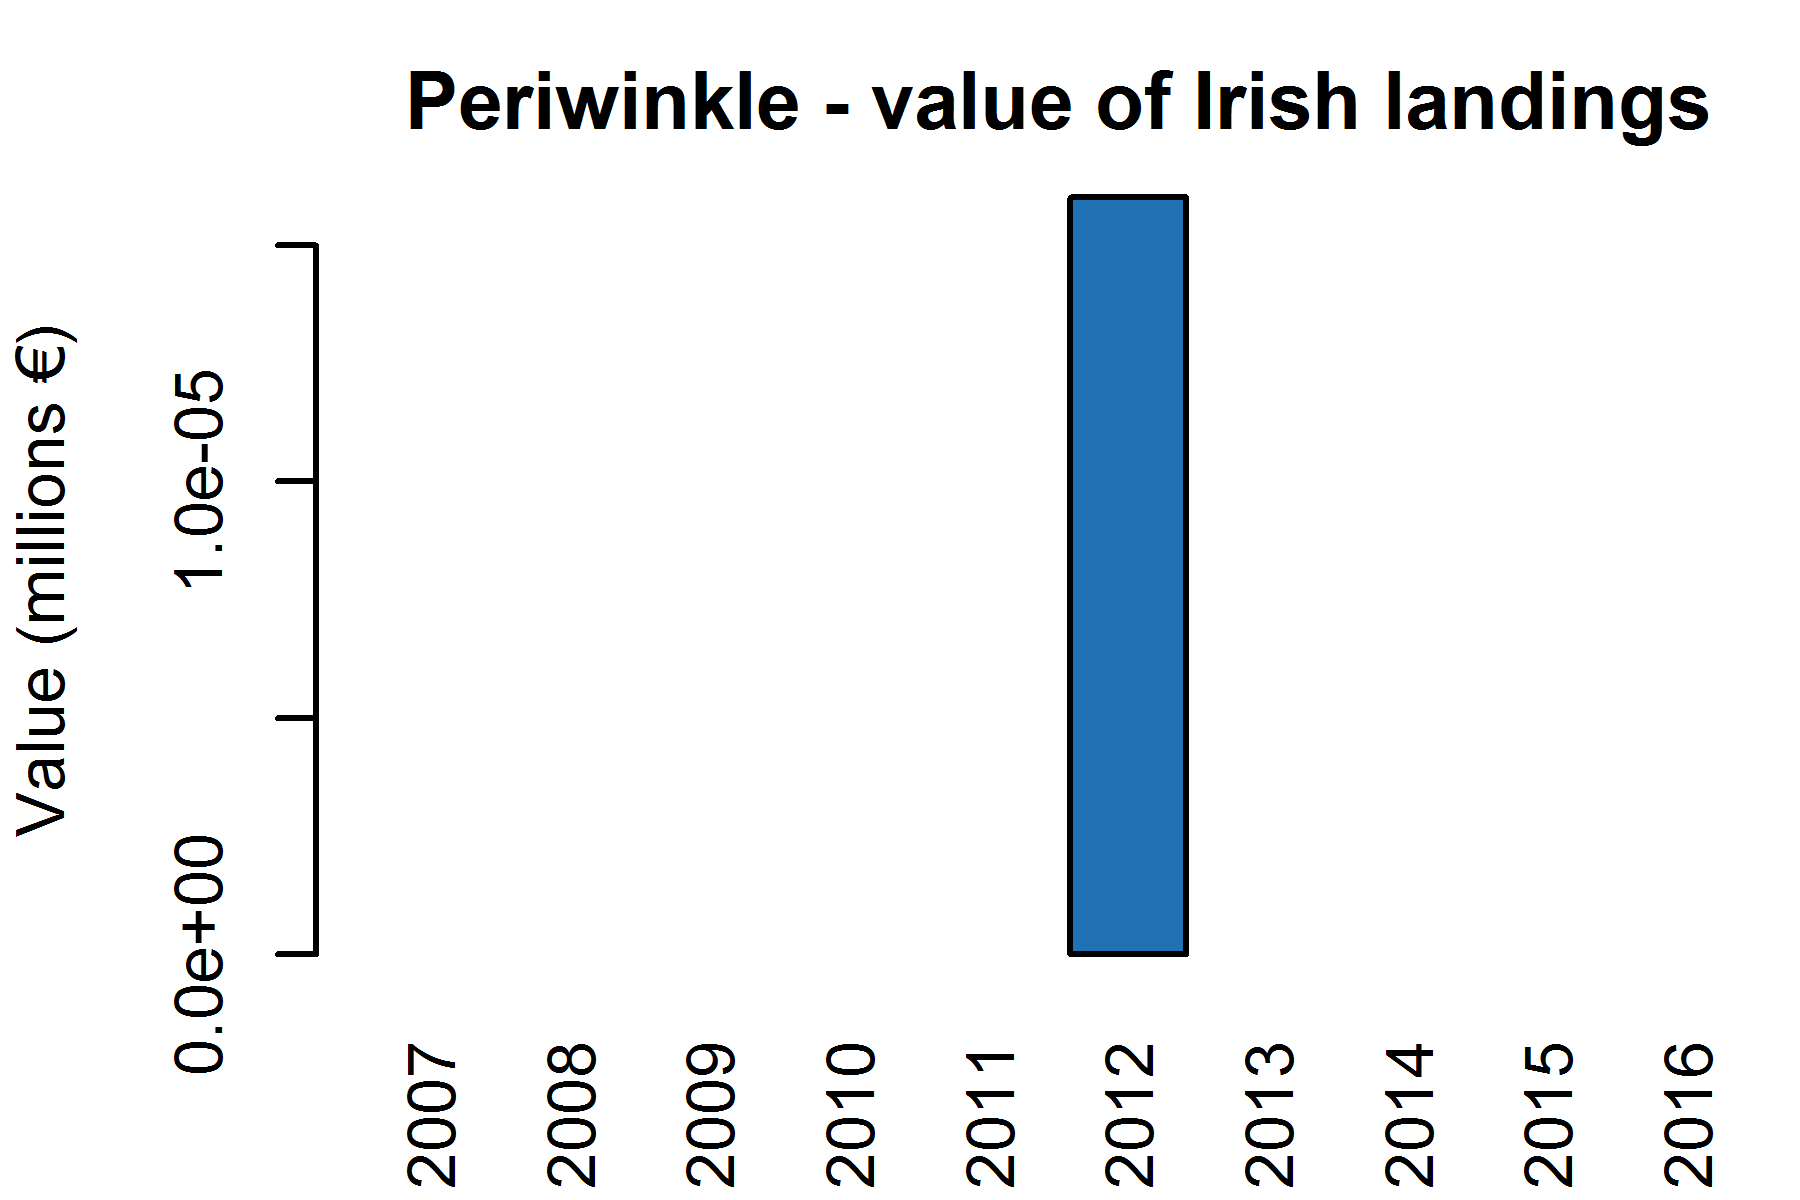 Periwinkle - value of Irish landings
Value (millions €)
1.0e-05
0.0e+00
2007
2008
2009
2010
2011
2012
2013
2014
2015
2016